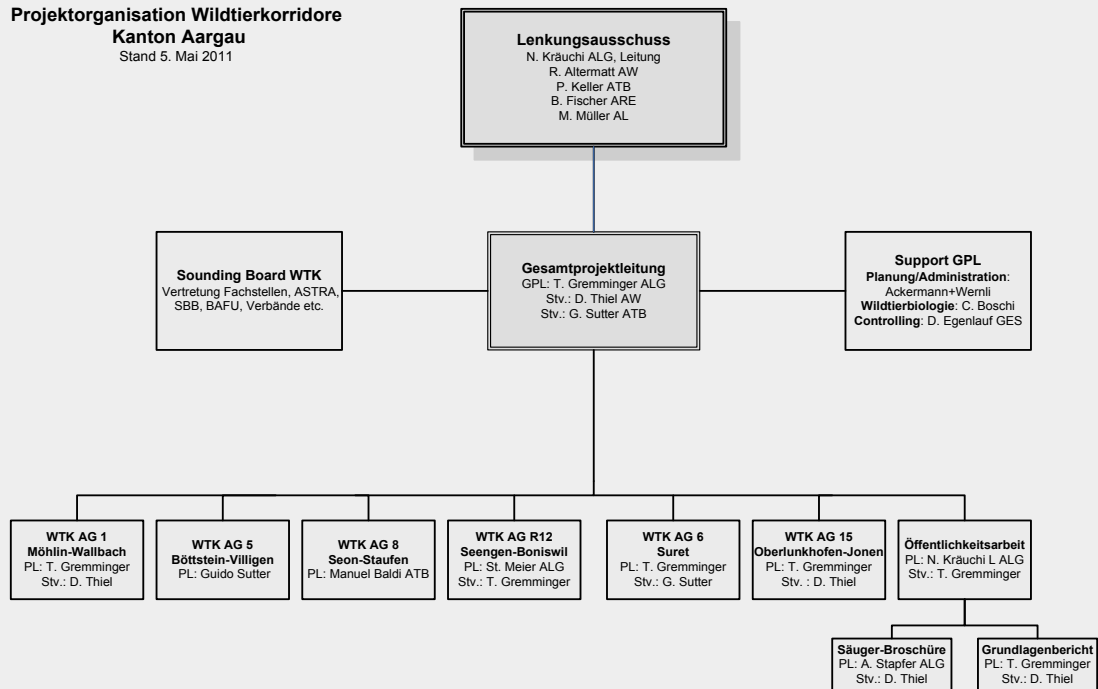 Projektorganisation Wildtierkorridore
Kanton Aargau
Stand 5. Mai 2011
Lenkungsausschuss
N. Kräuchi ALG, Leitung
R. Altermatt AW
P. Keller ATB
B. Fischer ARE
M. Müller AL
Sounding Board WTK
Vertretung Fachstellen, ASTRA,
SBB, BAFU, Verbände etc.
Gesamtprojektleitung
GPL: T. Gremminger ALG
Stv.: D. Thiel AW
Stv.: G. Sutter ATB
Support GPL
Planung/Administration:
Ackermann+Wernli
Wildtierbiologie: C. Boschi
Controlling: D. Egenlauf GES
WTK AG 1
Möhlin-Wallbach
PL: T. Gremminger
Stv.: D. Thiel
WTK AG 5
Böttstein-Villigen
PL: Guido Sutter
WTK AG 8
Seon-Staufen
PL: Manuel Baldi ATB
WTK AG R12
Seengen-Boniswil
PL: St. Meier ALG
Stv.: T. Gremminger
WTK AG 6
Suret
PL: T. Gremminger
Stv.: G. Sutter
WTK AG 15
Oberlunkhofen-Jonen
PL: T. Gremminger
Stv. : D. Thiel
Öffentlichkeitsarbeit
PL: N. Kräuchi L ALG
Stv.: T. Gremminger
Säuger-Broschüre
PL: A. Stapfer ALG
Stv.: D. Thiel
Grundlagenbericht
PL: T. Gremminger
Stv.: D. Thiel